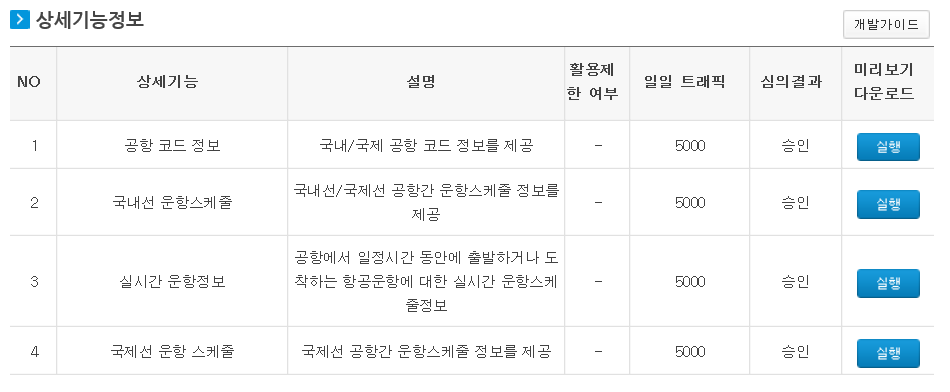 상세기능정보
개발가이드
NO 상세기능 설명 활용제한 여부 일일 트래픽 심의결과 미리보기 다운로드
1 공항 코드 정보 국내/국제 공항 코드 정보를 제공 - 5000 승인 실행
2 국내선 운항스케줄 국내선/국제선 공항간 운항스케줄 정보를 제공 - 5000 승인 실행
3 실시간 운항정보 공항에서 일정시간 동안에 출발하거나 도착하는 항공운항에 대한 실시간 운항스케줄정보 - 5000 승인 실행
4 국제선 운항 스케줄 국제선 공항간 운항스케줄 정보를 제공 - 5000 승인 실행